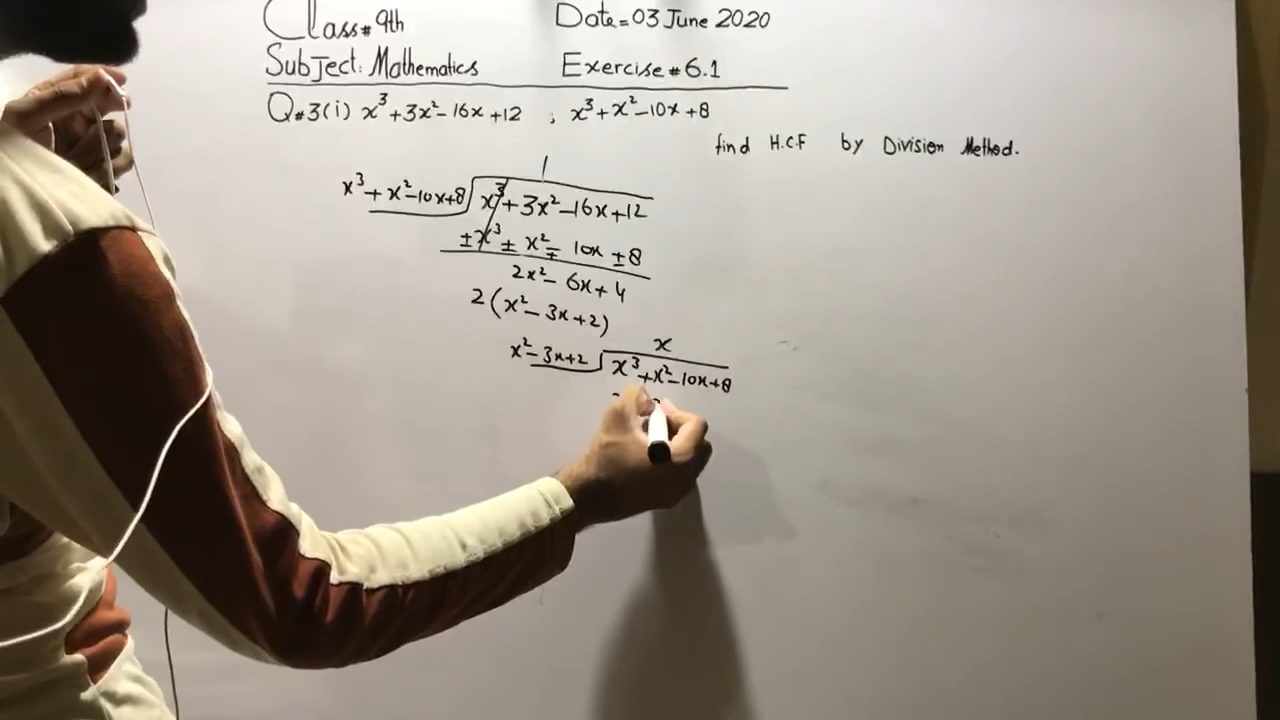 Class # 9th Date = 03 June 2020
Subject: Mathematics Exercise # 6.1
Q#3(i) x³+3x²-16x+12 ; x³+x²-10x+8
find H.C.F by Division Method.
1
x³+x²-10x+8 x³+3x²-16x+12
±x³±x²∓10x±8
2x²-6x+4
2(x²-3x+2)
x
x²-3x+2 x³+x²-10x+8